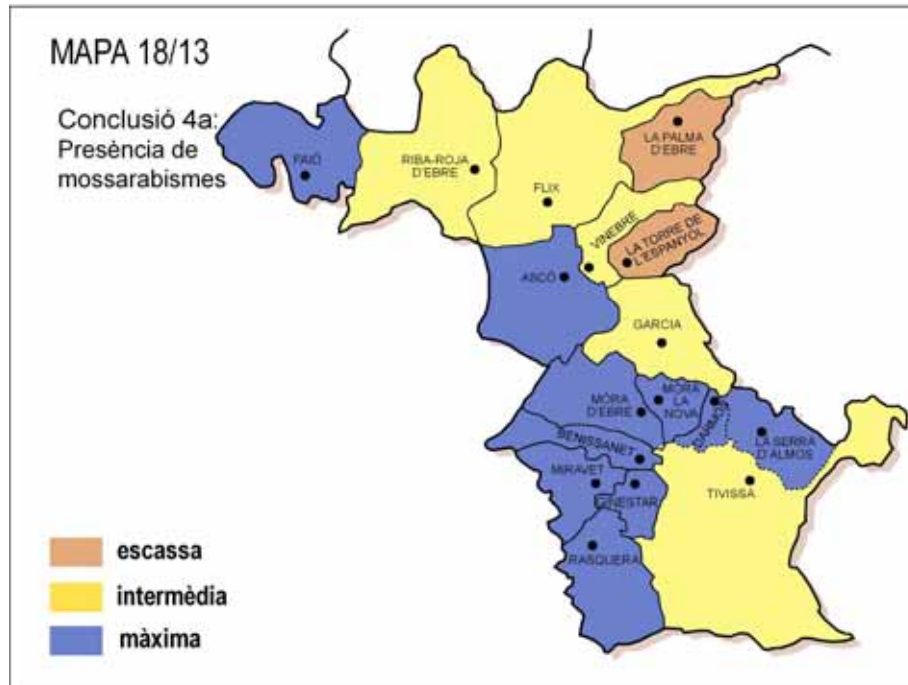 MAPA 18/13
Conclusió 4a:
Presència de
mossarabismes
FAIÓ
RIBA-ROJA
D'EBRE
FLIX
LA PALMA
D'EBRE
VINEBRE
LA TORRE DE
L'ESPANYOL
ASCÓ
GARCIA
MÓRA
LA
NOVA
MÓRA
D'EBRE
DARMÓS
LA SERRA
D'ALMOS
BENISSANET
MIRAVET
GINESTAR
TIVISSA
RASQUERA
escassa
intermèdia
màxima